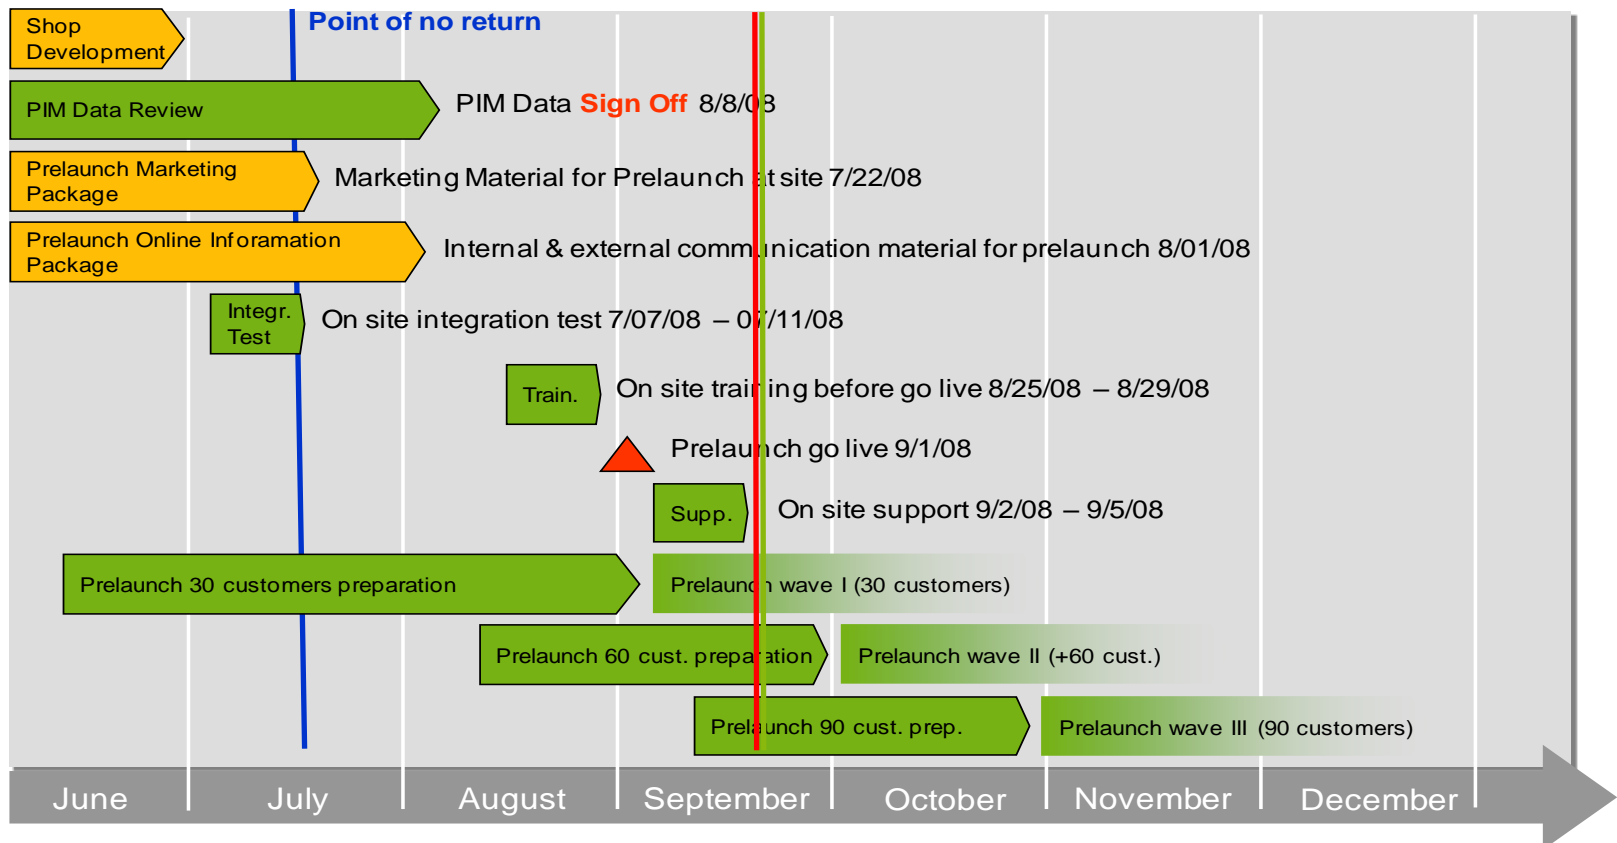 Point of no return
Shop
Development
PIM Data Review
PIM Data Sign Off 8/8/08
Prelaunch Marketing
Package
Marketing Material for Prelaunch at site 7/22/08
Prelaunch Online Inforamation
Package
Internal & external communication material for prelaunch 8/01/08
Integr.
Test
On site integration test 7/07/08 – 07/11/08
Train.
On site training before go live 8/25/08 – 8/29/08
Prelaunch go live 9/1/08
Supp.
On site support 9/2/08 – 9/5/08
Prelaunch 30 customers preparation
Prelaunch wave I (30 customers)
Prelaunch 60 cust. preparation
Prelaunch wave II (+60 cust.)
Prelaunch 90 cust. prep.
Prelaunch wave III (90 customers)
June July August September October November December